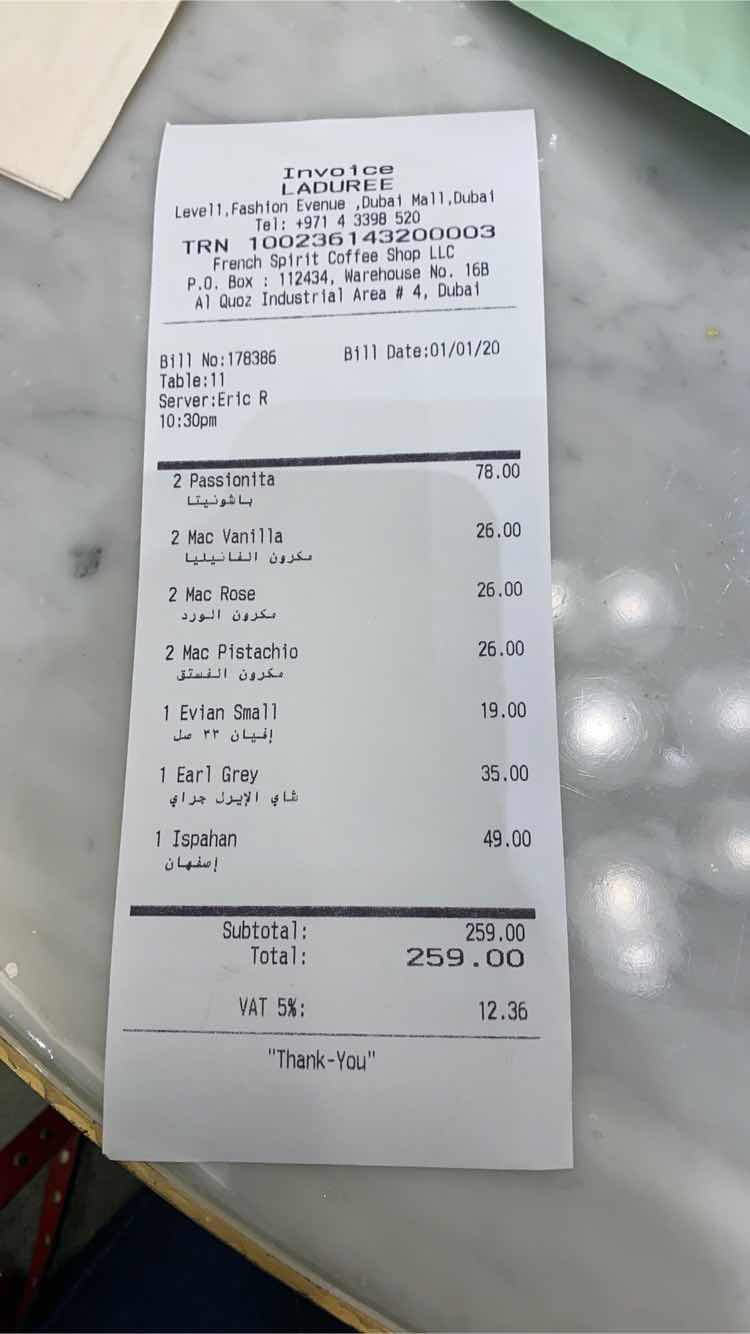 Invoice
LADUREE
Level1,Fashion Evenue ,Dubai Mall,Dubai
Tel: +971 4 3398 520
TRN 100236143200003
French Spirit Coffee Shop LLC
P.O. Box : 112434, Warehouse No. 16B
Al Quoz Industrial Area # 4, Dubai
Bill No:178386 Bill Date:01/01/20
Table:11
Server:Eric R
10:30pm
2 Passionita 78.00
باشونيتا
2 Mac Vanilla 26.00
مكرون الفانيليا
2 Mac Rose 26.00
مكرون الورد
2 Mac Pistachio 26.00
مكرون الفستق
1 Evian Small 19.00
إفيان ٣٣ صل
1 Earl Grey 35.00
شاي الإيرل جراي
1 Ispahan 49.00
إصفهان
Subtotal: 259.00
Total: 259.00
VAT 5%: 12.36
"Thank-You"